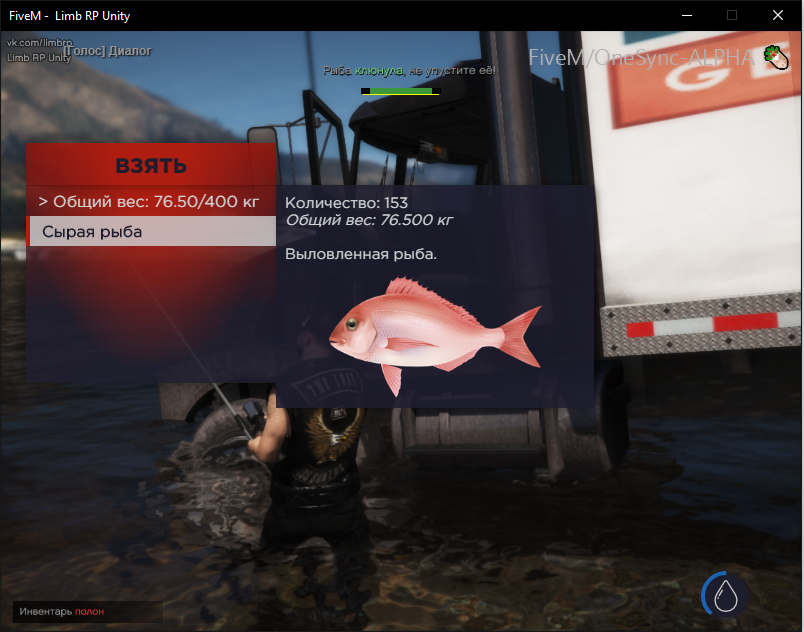 FiveM - Limb RP Unity
vk.com/limbrp
Limb RP Unity
[Голос] Диалог
FiveM/OneSync-ALPHA
Рыба клюнула, не упустите её!
GE
ВЗЯТЬ
> Общий вес: 76.50/400 кг
Сырая рыба
Количество: 153
Общий вес: 76.500 кг
Выловленная рыба.
Инвентарь полон